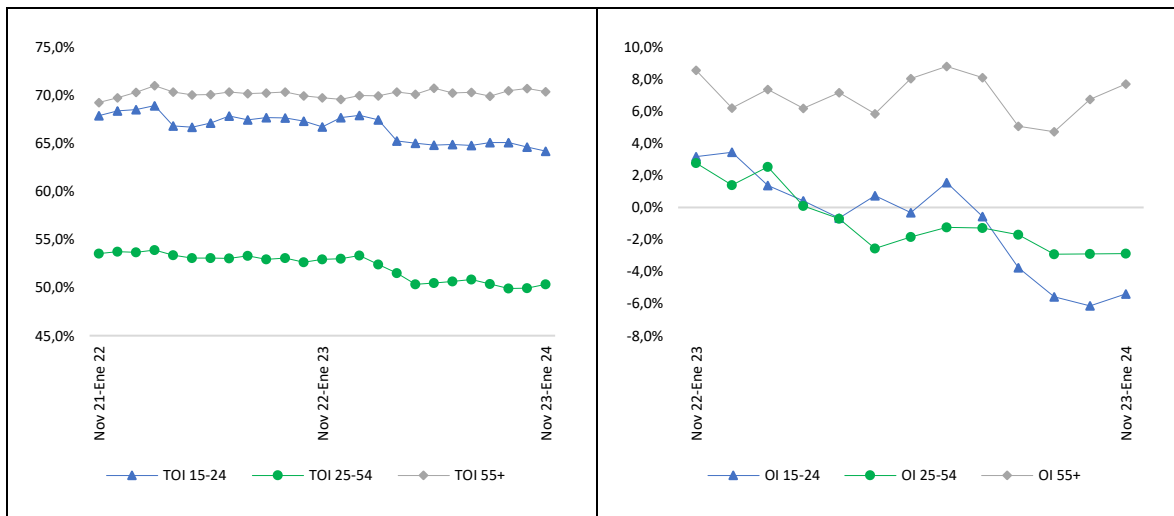 75,0%
70,0%
65,0%
60,0%
55,0%
50,0%
45,0%
Nov 21-Ene 22
Nov 22-Ene 23
Nov 23-Ene 24
TOI 15-24
TOI 25-54
TOI 55+
10,0%
8,0%
6,0%
4,0%
2,0%
0,0%
-2,0%
-4,0%
-6,0%
-8,0%
Nov 22-Ene 23
Nov 23-Ene 24
OI 15-24
OI 25-54
OI 55+